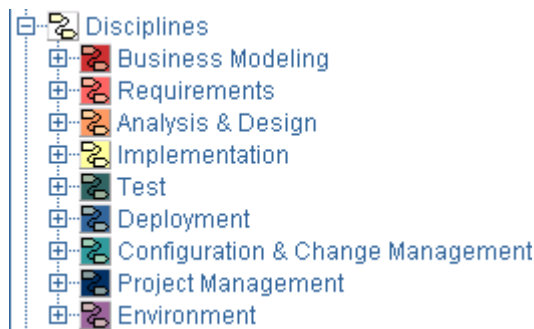 Disciplines
Business Modeling
Requirements
Analysis & Design
Implementation
Test
Deployment
Configuration & Change Management
Project Management
Environment